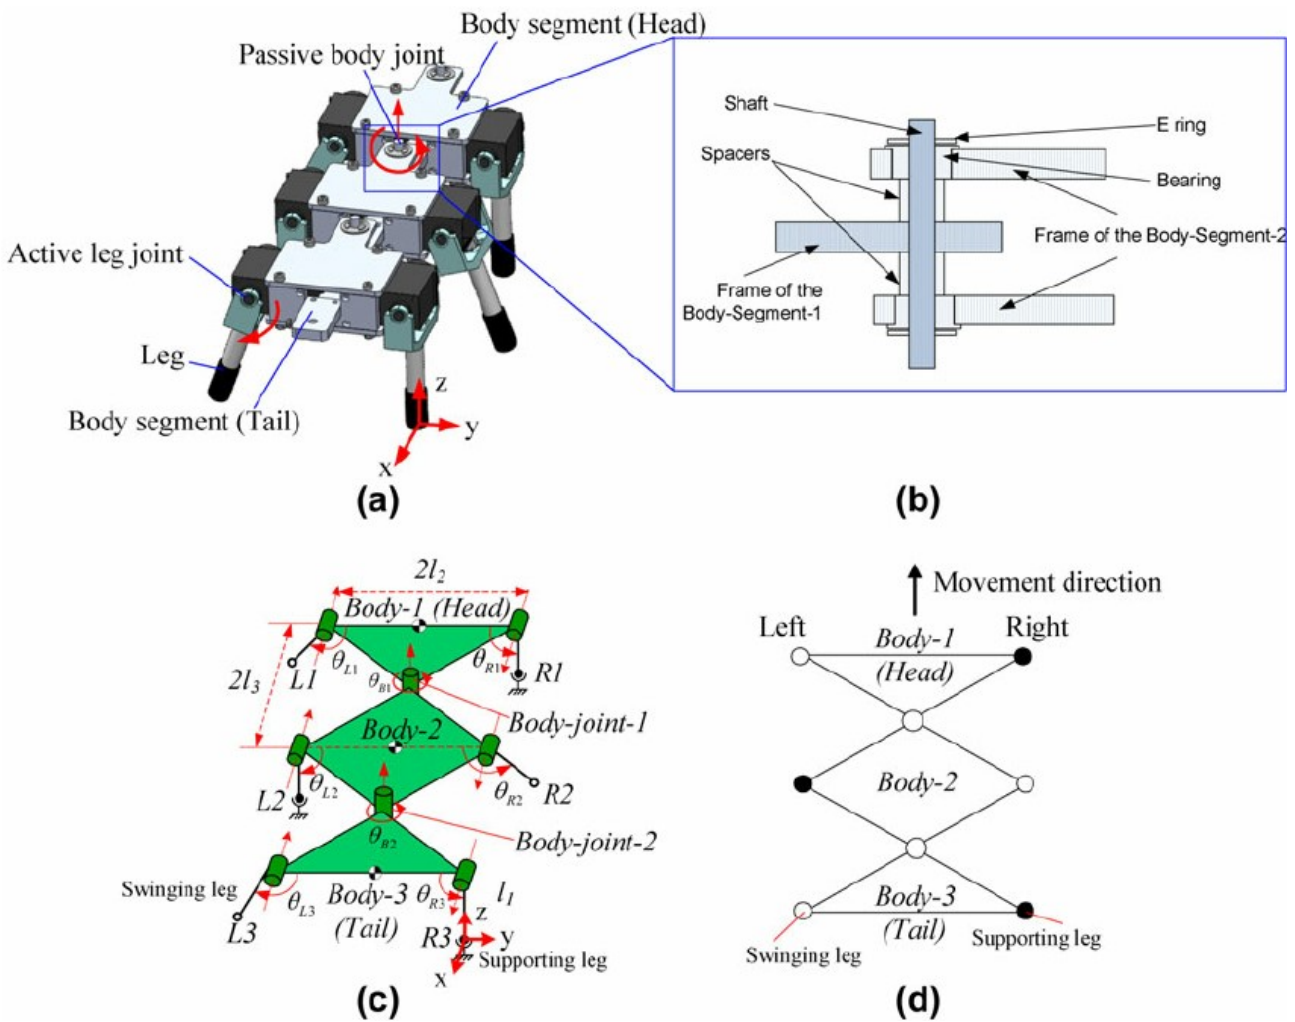 Body segment (Head)
Passive body joint
Active leg joint
Leg
Body segment (Tail)
z
y
x
(a)
Shaft
E ring
Spacers
Bearing
Frame of the Body-Segment-2
Frame of the
Body-Segment-1
(b)
2l2
Body-1 (Head)
θL1
θR1
L1
R1
2l3
θB1
Body-2
Body-joint-1
θL2
θR2
L2
R2
θB2
Body-joint-2
Swinging leg
θL3
θR3
l1
Body-3
(Tail)
L3
R3
z
y
x
Supporting leg
(c)
Movement direction
Left
Right
Body-1
(Head)
Body-2
Body-3
(Tail)
Swinging leg
Supporting leg
(d)